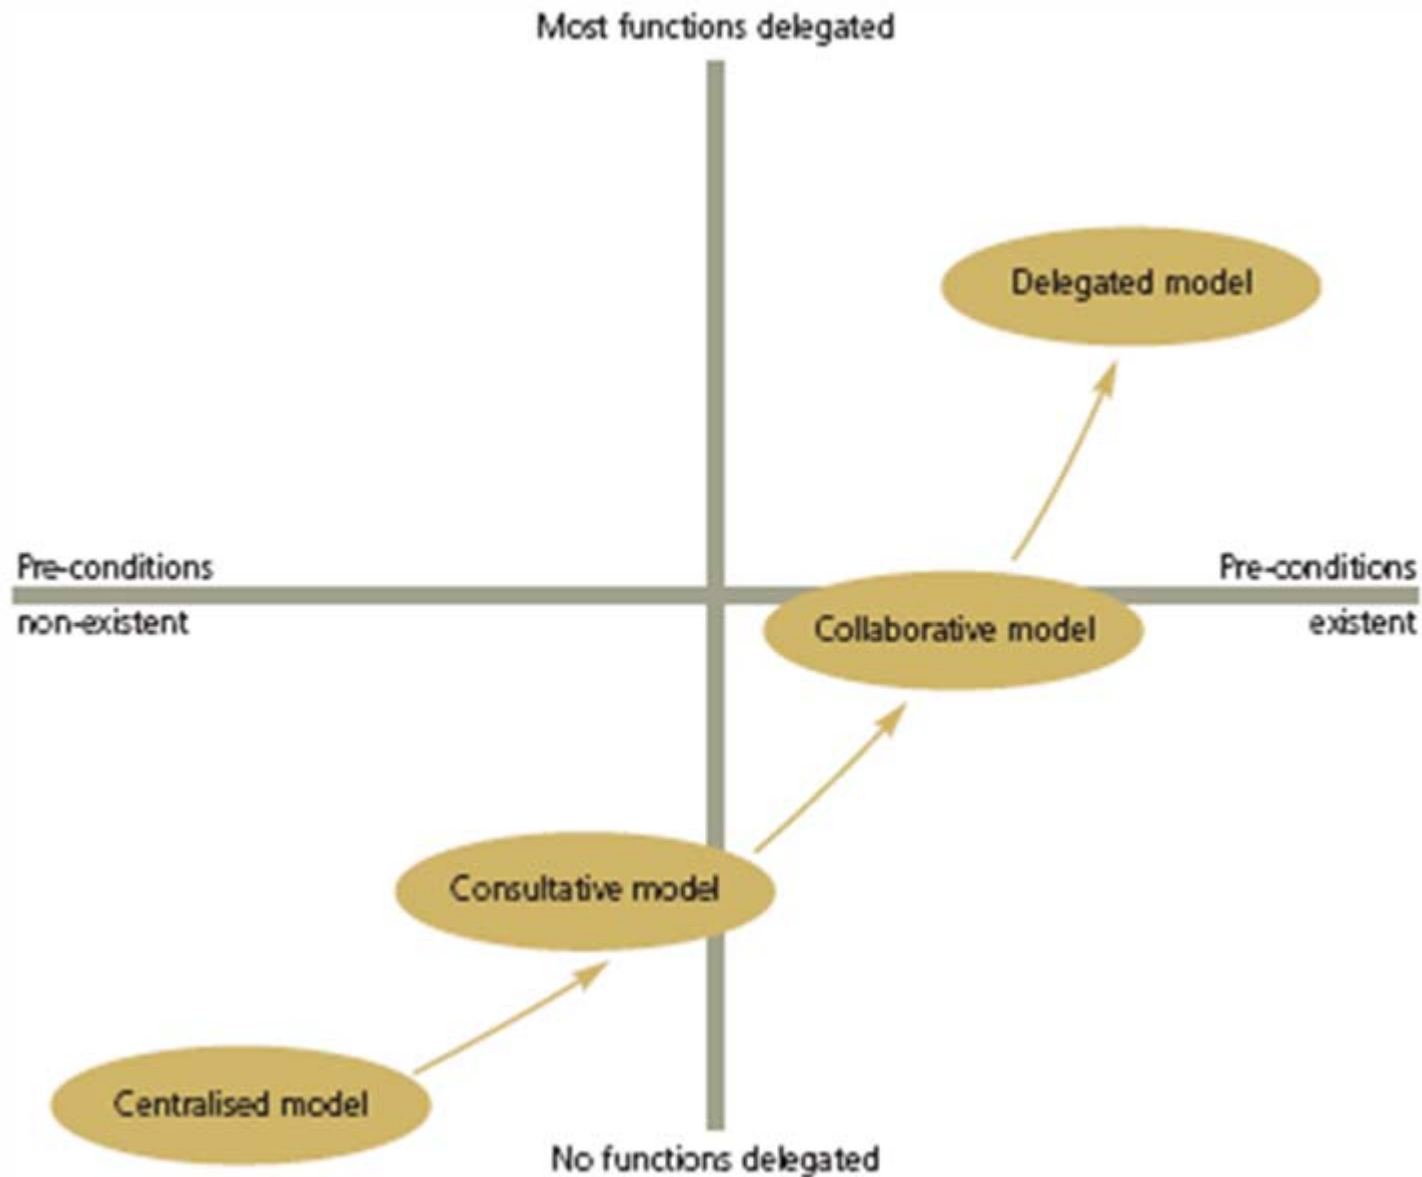 Most functions delegated
Delegated model
Pre-conditions
non-existent
Pre-conditions
existent
Collaborative model
Consultative model
Centralised model
No functions delegated